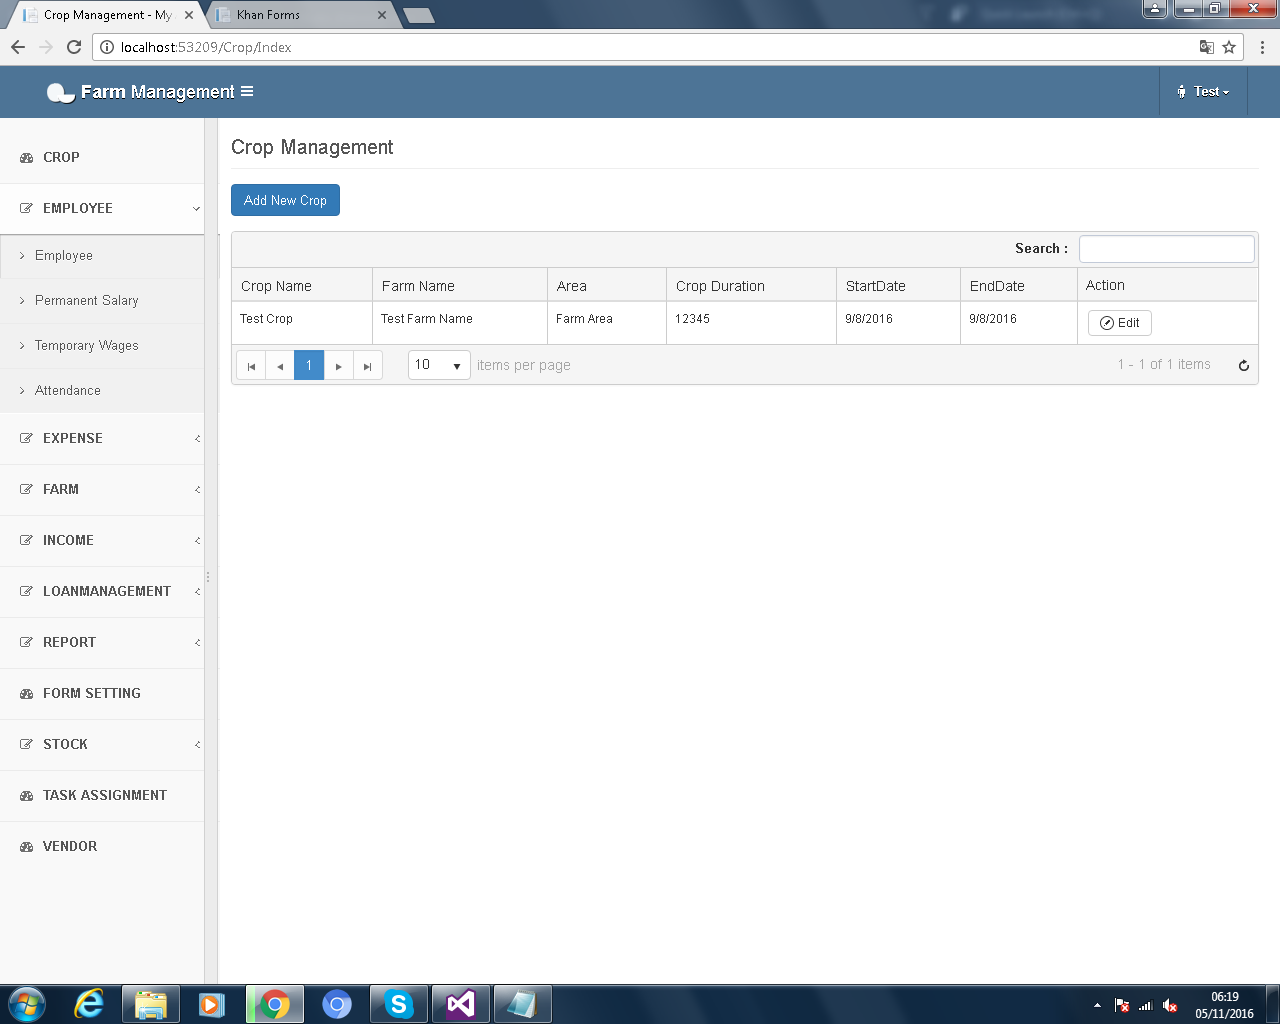 Crop Management - My
Khan Forms
localhost:53209/Crop/Index
Farm Management
Test
CROP
EMPLOYEE
Employee
Permanent Salary
Temporary Wages
Attendance
EXPENSE
FARM
INCOME
LOANMANAGEMENT
REPORT
FORM SETTING
STOCK
TASK ASSIGNMENT
VENDOR
Crop Management
Add New Crop
Search :
Crop Name Farm Name Area Crop Duration StartDate EndDate Action
Test Crop Test Farm Name Farm Area 12345 9/8/2016 9/8/2016 Edit
1 10 items per page 1 - 1 of 1 items
06:19
05/11/2016